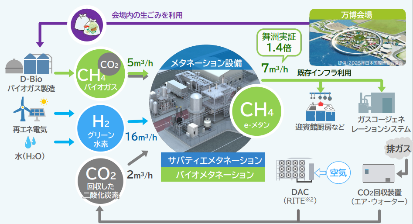 会場内の生ごみを利用
万博会場
D-Bio
バイオガス製造
CH4
CO2
バイオガス
5m³/h
メタネーション設備
舞洲実証
1.4倍
7m³/h
既存インフラ利用
再エネ電気
水(H₂O)
H2
グリーン
水素
16m³/h
CH4
e-メタン
迎賓館厨房など
ガスコージェネ
レーションシステム
サバティエメタネーション
バイオメタネーション
排ガス
CO2
回収した
二酸化炭素
2m³/h
空気
DAC
(RITE※2)
CO₂回収装置
(エア・ウォーター)